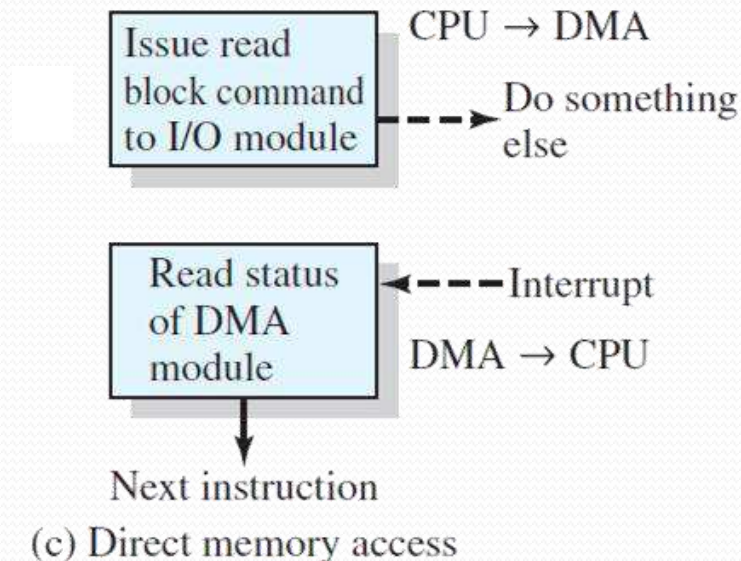 Issue read
block command
to I/O module
CPU → DMA
Do something
else
Read status
of DMA
module
Interrupt
DMA → CPU
Next instruction
(c) Direct memory access